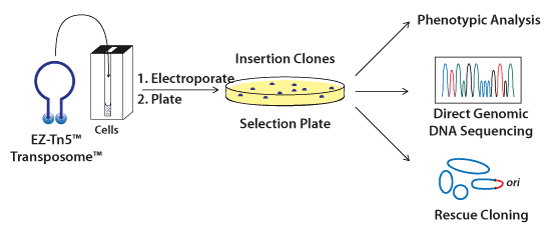 EZ-Tn5™
Transposome™
Cells
1. Electroporate
2. Plate
Insertion Clones
Selection Plate
Phenotypic Analysis
Direct Genomic
DNA Sequencing
ori
Rescue Cloning